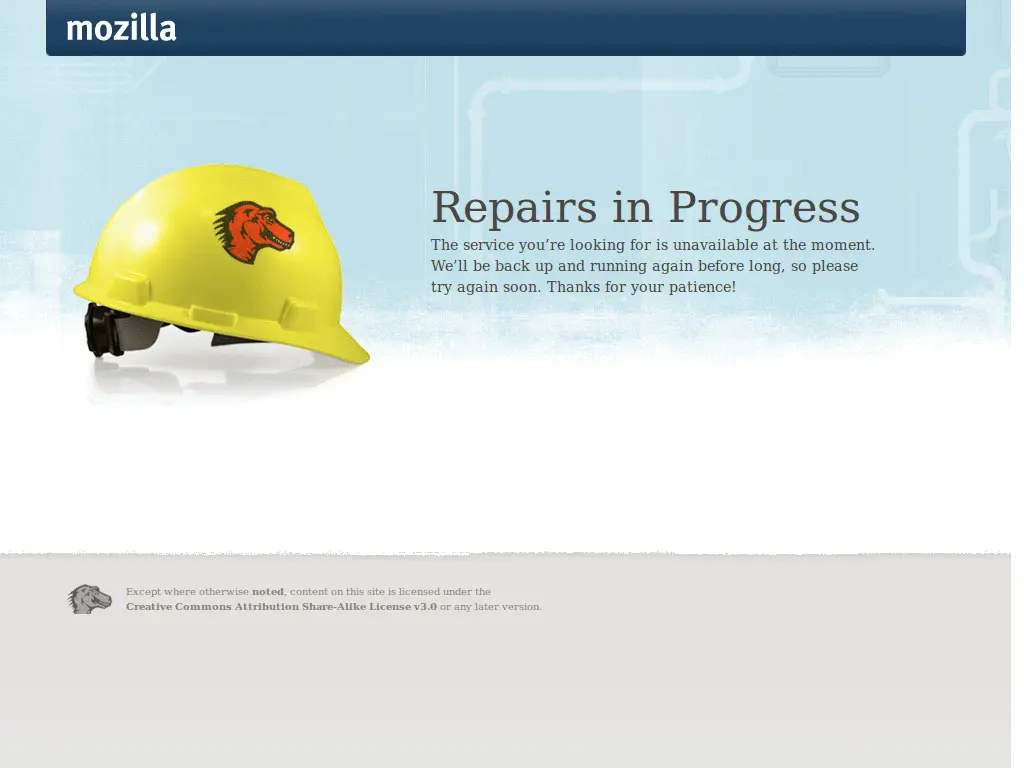 mozilla
Repairs in Progress
The service you’re looking for is unavailable at the moment.
We’ll be back up and running again before long, so please
try again soon. Thanks for your patience!
Except where otherwise noted, content on this site is licensed under the
Creative Commons Attribution Share-Alike License v3.0 or any later version.